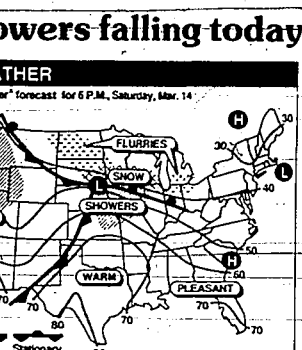 owers falling today
ATHER
er" forecast for 6 P.M., Saturday, Mar. 14
30
H
FLURRIES
30
SNOW
L
L
40
SHOWERS
50
H
WARM
60
PLEASANT
70
70
70
80
70
70
Stationary